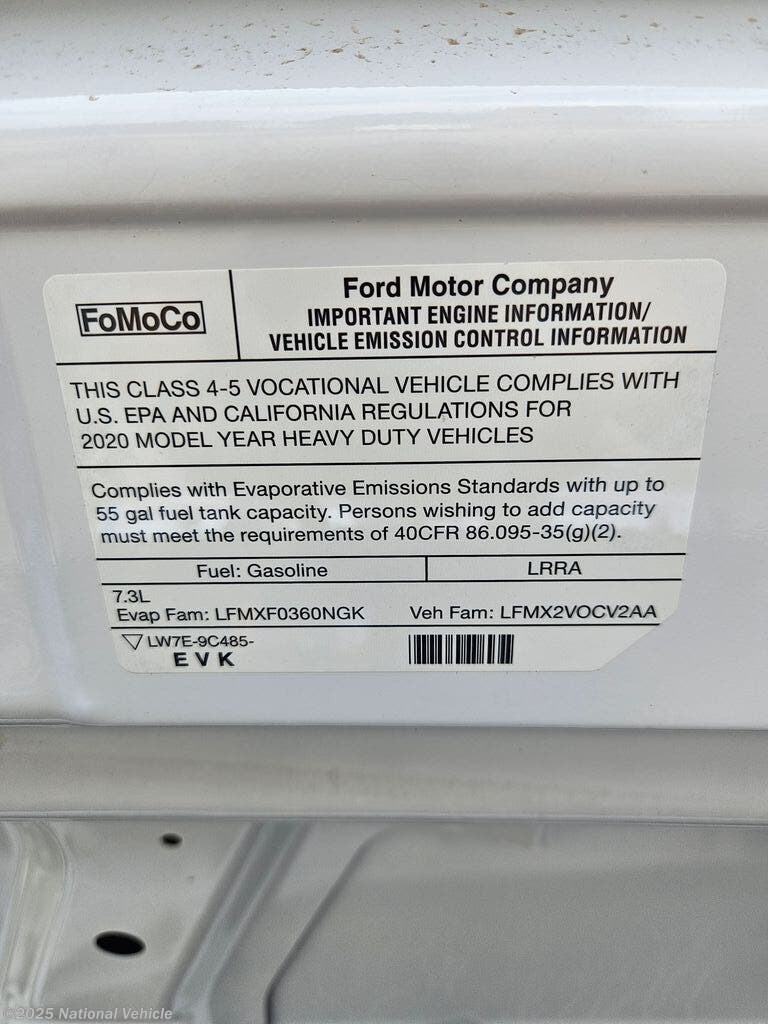 FoMoCo
Ford Motor Company
IMPORTANT ENGINE INFORMATION/
VEHICLE EMISSION CONTROL INFORMATION
THIS CLASS 4-5 VOCATIONAL VEHICLE COMPLIES WITH
U.S. EPA AND CALIFORNIA REGULATIONS FOR
2020 MODEL YEAR HEAVY DUTY VEHICLES
Complies with Evaporative Emissions Standards with up to
55 gal fuel tank capacity. Persons wishing to add capacity
must meet the requirements of 40CFR 86.095-35(g)(2).
Fuel: Gasoline LRRA
7.3L
Evap Fam: LFMXF0360NGK Veh Fam: LFMX2VOCV2AA
LW7E-9C485-
E V K
©2025 National Vehicle